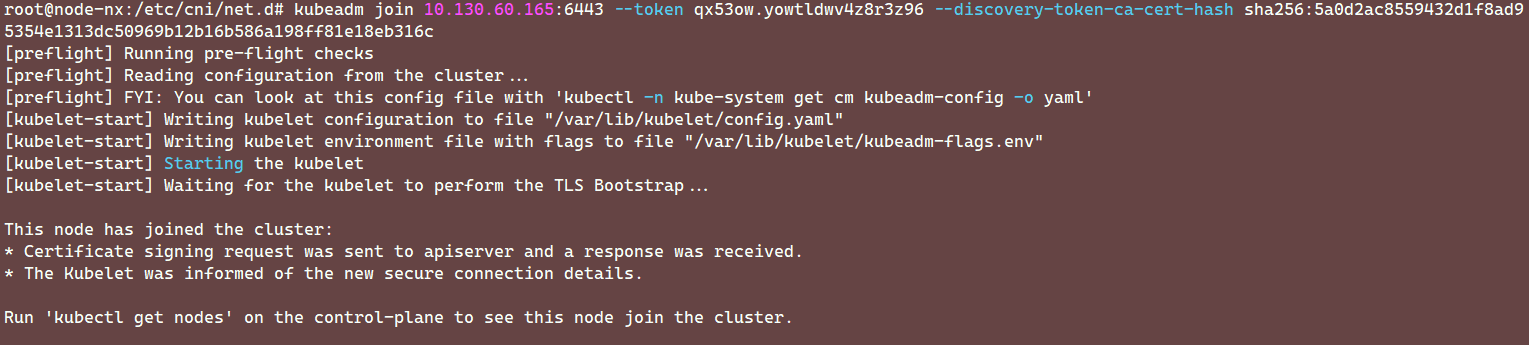 root@node-nx:/etc/cni/net.d# kubeadm join 10.130.60.165:6443 --token qx53ow.yowtldwv4z8r3z96 --discovery-token-ca-cert-hash sha256:5a0d2ac8559432d1f8ad9
5354e1313dc50969b12b16b586a198ff81e18eb316c
[preflight] Running pre-flight checks
[preflight] Reading configuration from the cluster...
[preflight] FYI: You can look at this config file with 'kubectl -n kube-system get cm kubeadm-config -o yaml'
[kubelet-start] Writing kubelet configuration to file "/var/lib/kubelet/config.yaml"
[kubelet-start] Writing kubelet environment file with flags to file "/var/lib/kubelet/kubeadm-flags.env"
[kubelet-start] Starting the kubelet
[kubelet-start] Waiting for the kubelet to perform the TLS Bootstrap...

This node has joined the cluster:
* Certificate signing request was sent to apiserver and a response was received.
* The Kubelet was informed of the new secure connection details.

Run 'kubectl get nodes' on the control-plane to see this node join the cluster.